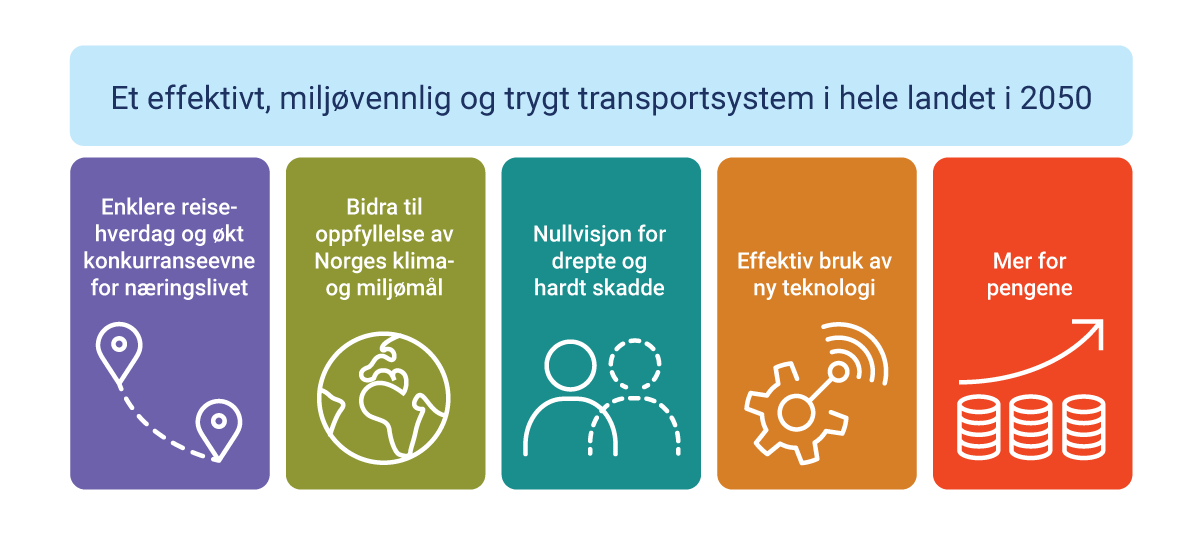 Et effektivt, miljøvennlig og trygt transportsystem i hele landet i 2050
Enklere reise-
hverdag og økt
konkurranseevne
for næringslivet
Bidra til
oppfyllelse av
Norges klima-
og miljømål
Nullvisjon for
drepte og
hardt skadde
Effektiv bruk av
ny teknologi
Mer for
pengene